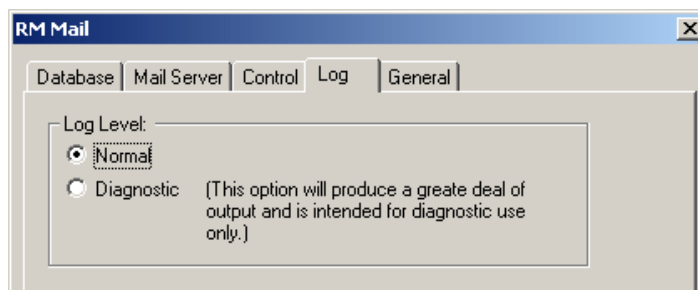 RM Mail
Database Mail Server Control Log General
Log Level:
Normal
Diagnostic (This option will produce a greate deal of
output and is intended for diagnostic use
only.)